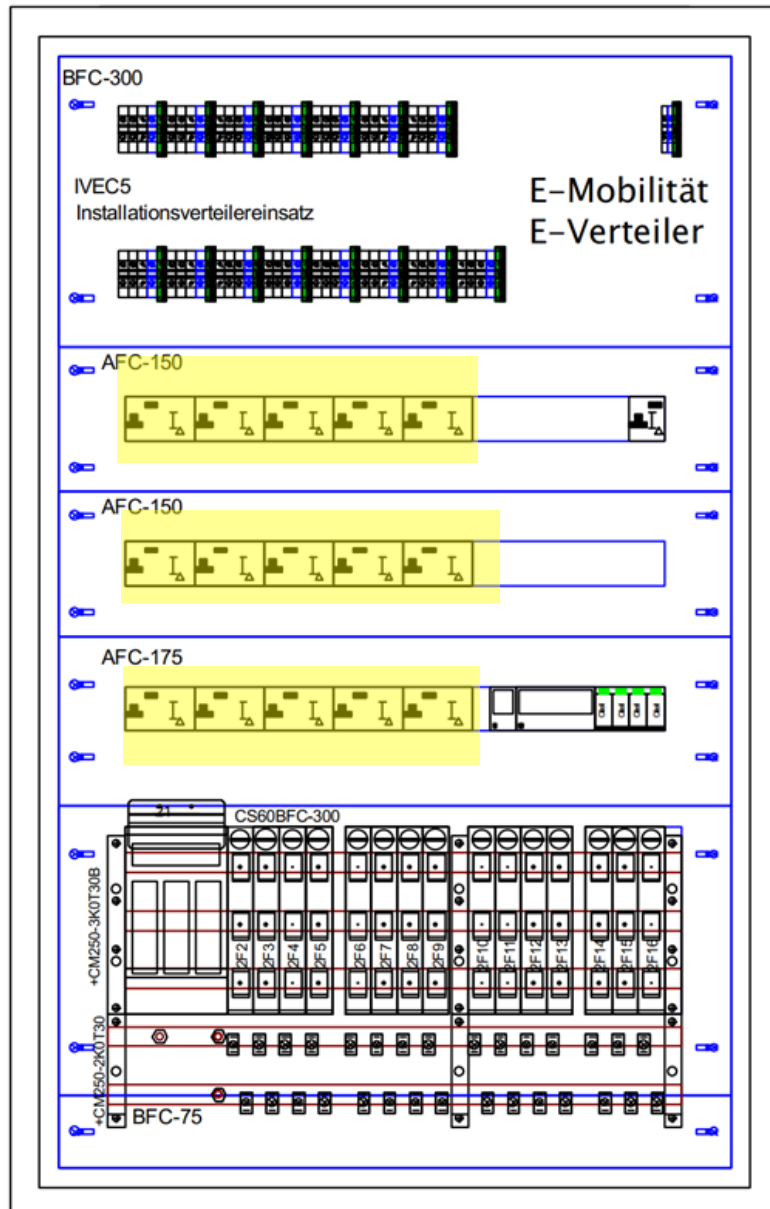 BFC-300
IVEC5
Installationsverteilereinsatz
E-Mobilität
E-Verteiler
AFC-150
AFC-150
AFC-175
21
CS60BFC-300
+CM250-3K0T30B
2F2
2F3
2F4
2F5
2F6
2F7
2F8
2F9
2F10
2F11
2F12
2F13
2F14
2F15
2F16
+CM250-2K0T30
BFC-75